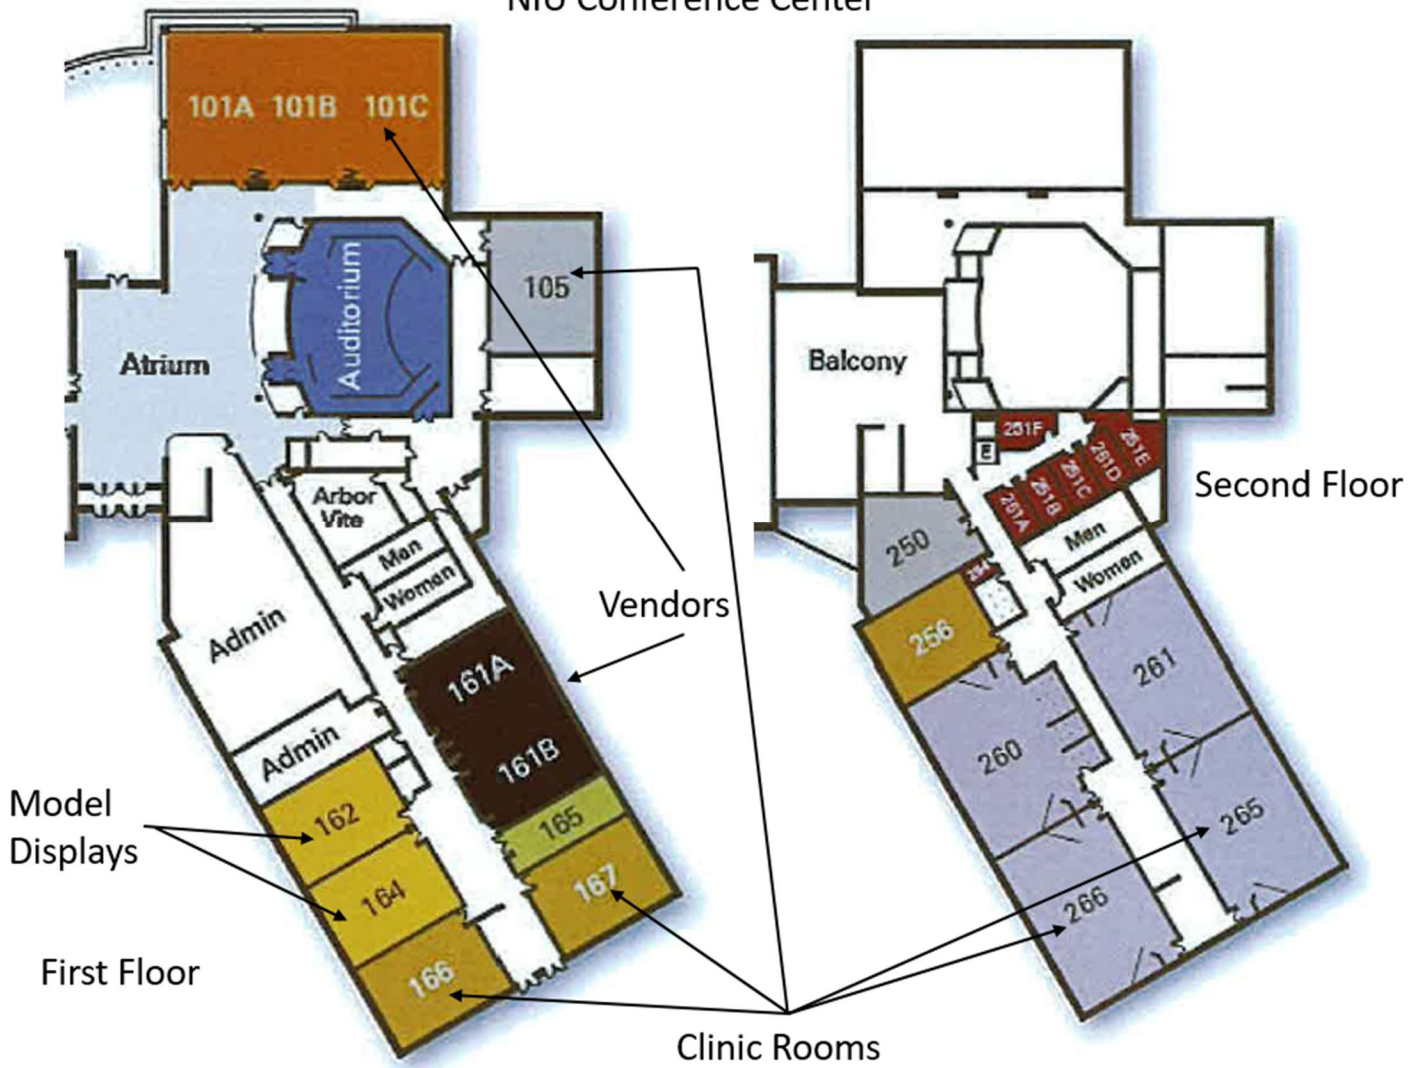 NIU Conference Center
101A 101B 101C
105
Auditorium
Atrium
Arbor
Vite
Men
Women
Admin
Admin
161A
161B
162
164
165
166
167
First Floor
Model
Displays
Vendors
Clinic Rooms
Balcony
251F
E
251A
251B
251C
251D
251E
250
Men
Women
256
261
260
265
266
Second Floor